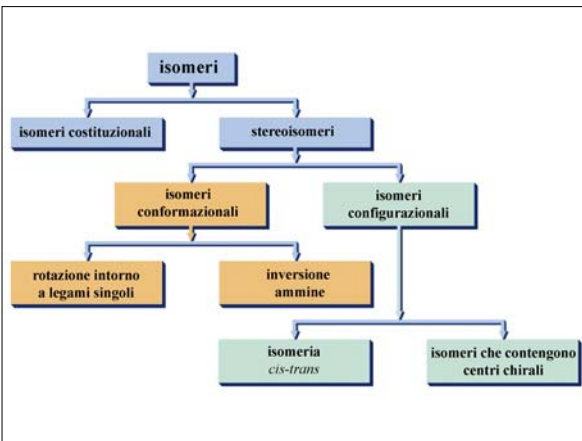 isomeri
isomeri costituzionali
stereoisomeri
isomeri
conformazionali
isomeri
configurazionali
rotazione intorno
a legami singoli
inversione
ammine
isomeria
cis-trans
isomeri che contengono
centri chirali